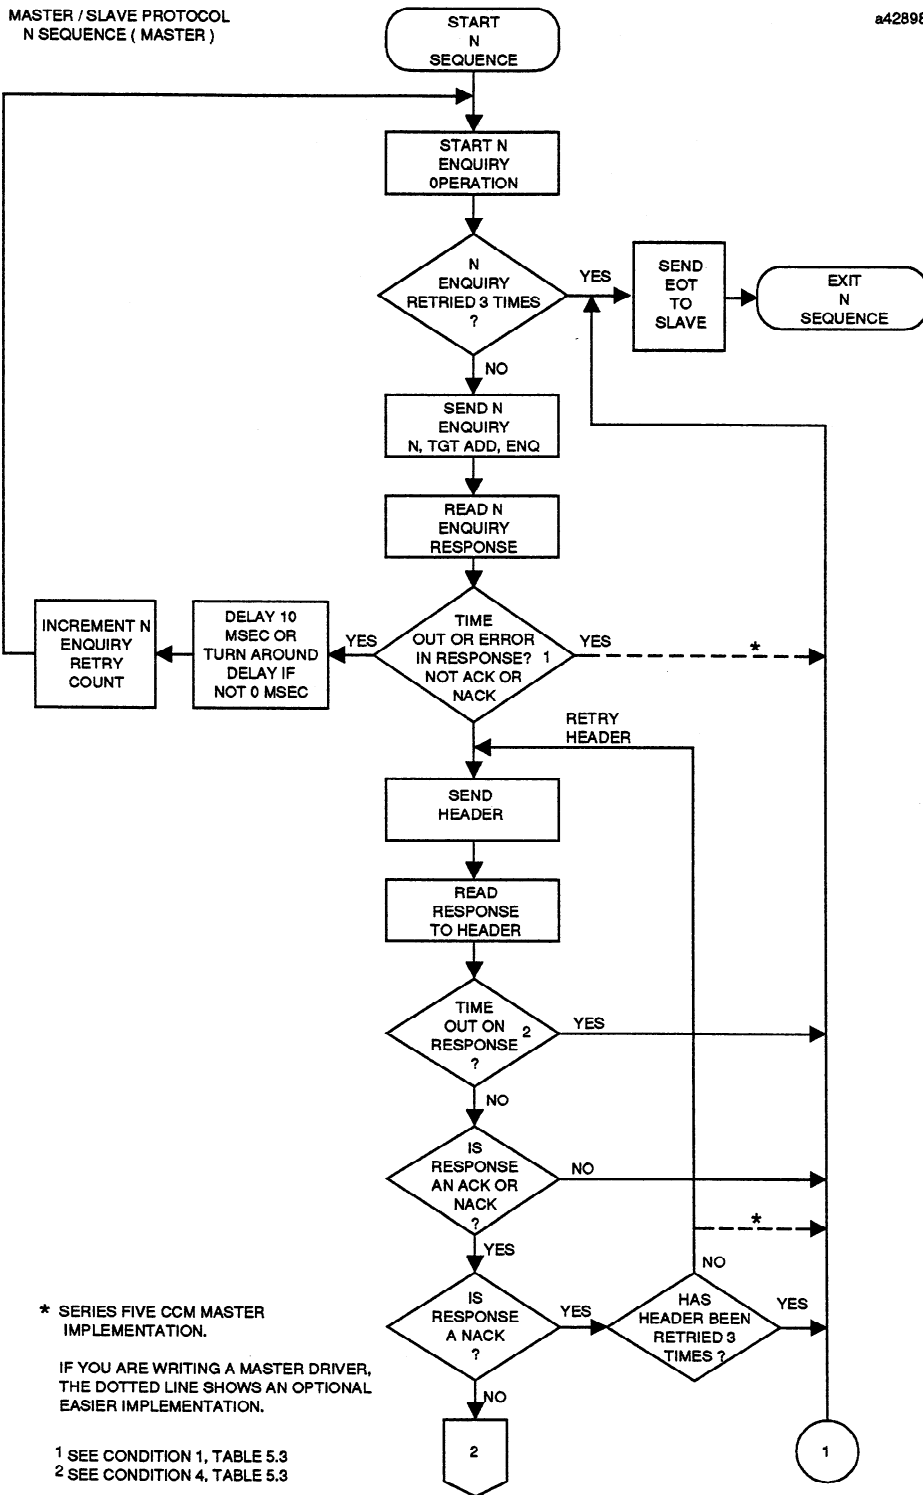 MASTER / SLAVE PROTOCOL
N SEQUENCE ( MASTER )
a42898
START
N
SEQUENCE
START N
ENQUIRY
0PERATION
N
ENQUIRY
RETRIED 3 TIMES
?
YES
SEND
EOT
TO
SLAVE
EXIT
N
SEQUENCE
NO
SEND N
ENQUIRY
N, TGT ADD, ENQ
READ N
ENQUIRY
RESPONSE
INCREMENT N
ENQUIRY
RETRY
COUNT
DELAY 10
MSEC OR
TURN AROUND
DELAY IF
NOT 0 MSEC
YES
TIME
OUT OR ERROR
IN RESPONSE? 1
NOT ACK OR
NACK
YES
*
RETRY
HEADER
SEND
HEADER
READ
RESPONSE
TO HEADER
TIME
OUT ON
RESPONSE 2
?
YES
NO
IS
RESPONSE
AN ACK OR
NACK
?
NO
*
YES
NO
IS
RESPONSE
A NACK
?
YES
HAS
HEADER BEEN
RETRIED 3
TIMES ?
YES
NO
2
1
* SERIES FIVE CCM MASTER
IMPLEMENTATION.
IF YOU ARE WRITING A MASTER DRIVER,
THE DOTTED LINE SHOWS AN OPTIONAL
EASIER IMPLEMENTATION.
1 SEE CONDITION 1, TABLE 5.3
2 SEE CONDITION 4, TABLE 5.3